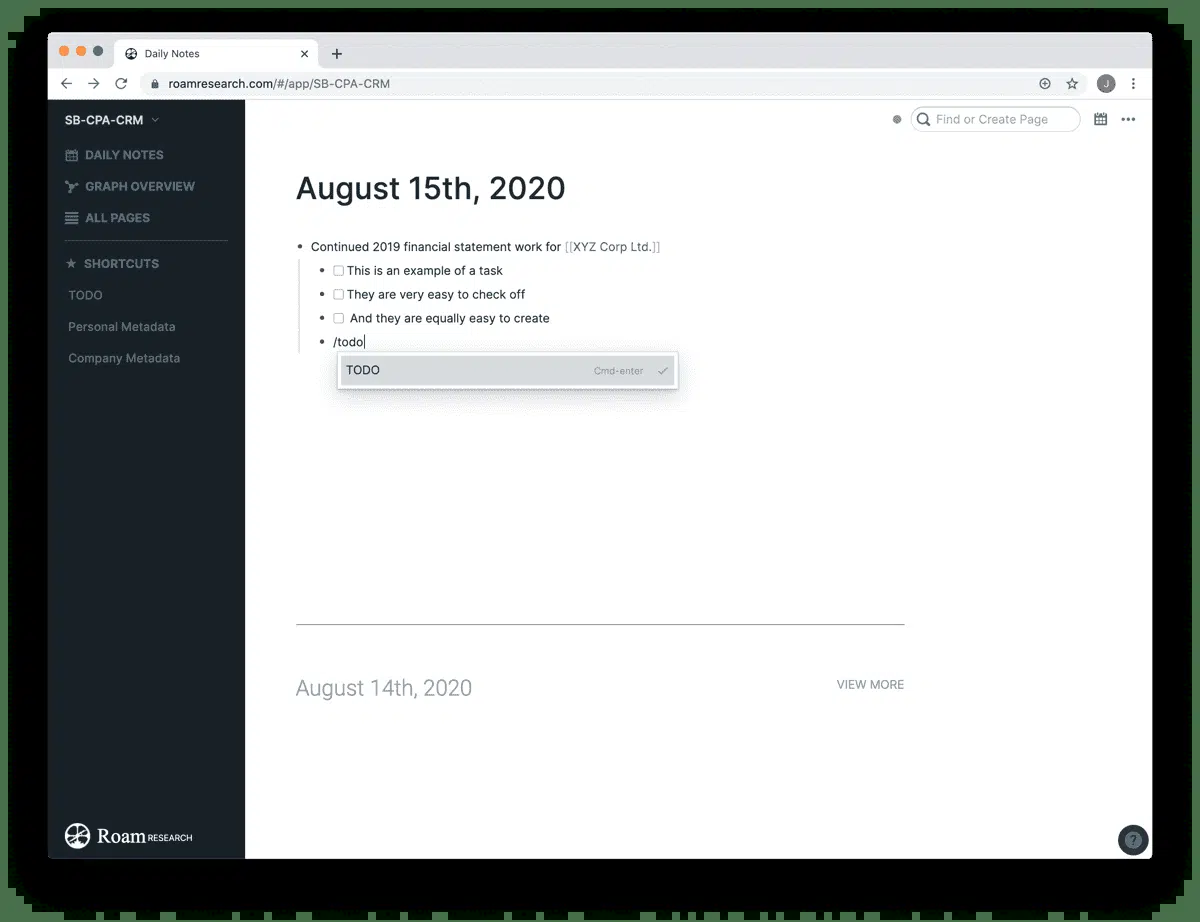 Daily Notes
roamresearch.com/#/app/SB-CPA-CRM
J
SB-CPA-CRM
DAILY NOTES
GRAPH OVERVIEW
ALL PAGES
SHORTCUTS
TODO
Personal Metadata
Company Metadata
Roam RESEARCH
Find or Create Page
August 15th, 2020
Continued 2019 financial statement work for [[XYZ Corp Ltd.]]
This is an example of a task
They are very easy to check off
And they are equally easy to create
/todo
TODO Cmd-enter
August 14th, 2020 VIEW MORE
?